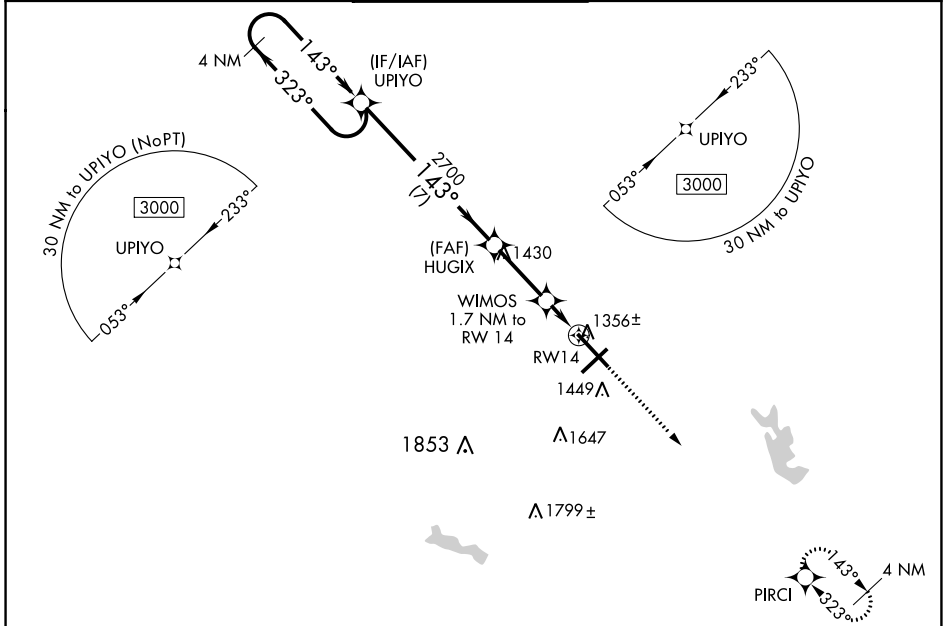 4 NM
143°
323°
(IF/IAF)
UPIYO
2700
143°
(7)
30 NM to UPIYO (NoPT)
3000
233°
UPIYO
053°
233°
UPIYO
053°
3000
30 NM to UPIYO
(FAF)
HUGIX
1430
WIMOS
1.7 NM to
RW 14
1356±
RW14
1449
1853
1647
1799±
143°
4 NM
PIRCI
323°